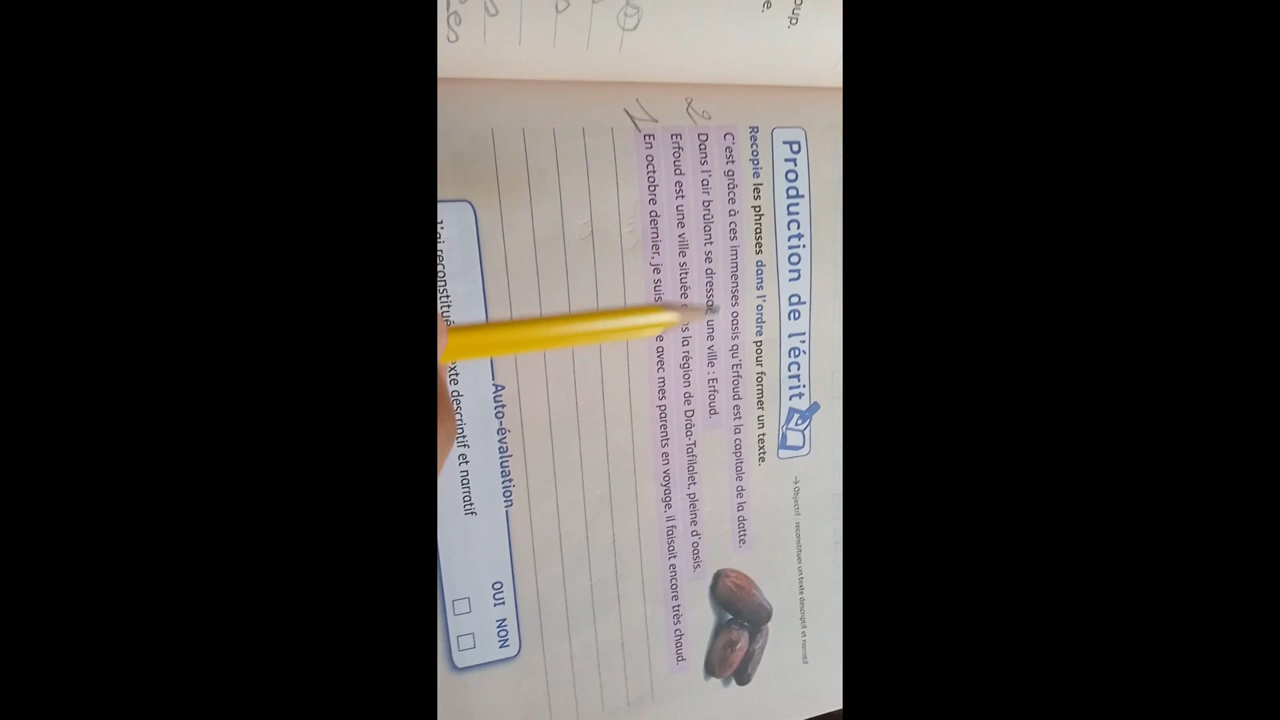 oup.
e.
Production de l'écrit
→ Objectif : reconstituer un texte descriptif et narratif
Recopie les phrases dans l'ordre pour former un texte.
C'est grâce à ces immenses oasis qu'Erfoud est la capitale de la datte.
2 Dans l'air brûlant se dressait une ville : Erfoud.
Erfoud est une ville située la région de Drâa-Tafilalet, pleine d'oasis.
1 En octobre dernier, je suis avec mes parents en voyage, il faisait encore très chaud.
Auto-évaluation
OUI NON
J'ai reconstitué texte descriptif et narratif